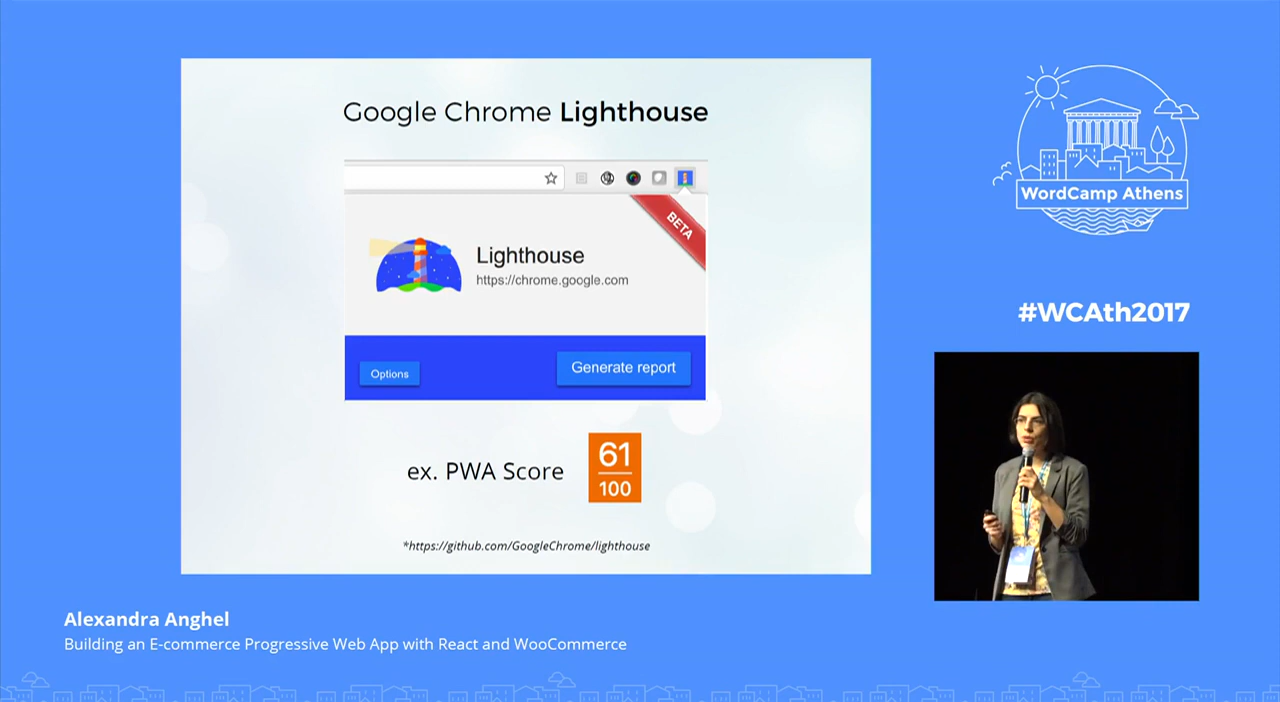 Google Chrome Lighthouse
BETA
Lighthouse
https://chrome.google.com
Options
Generate report
ex. PWA Score
61
100
*https://github.com/GoogleChrome/lighthouse
WordCamp Athens
#WCAth2017
Alexandra Anghel
Building an E-commerce Progressive Web App with React and WooCommerce